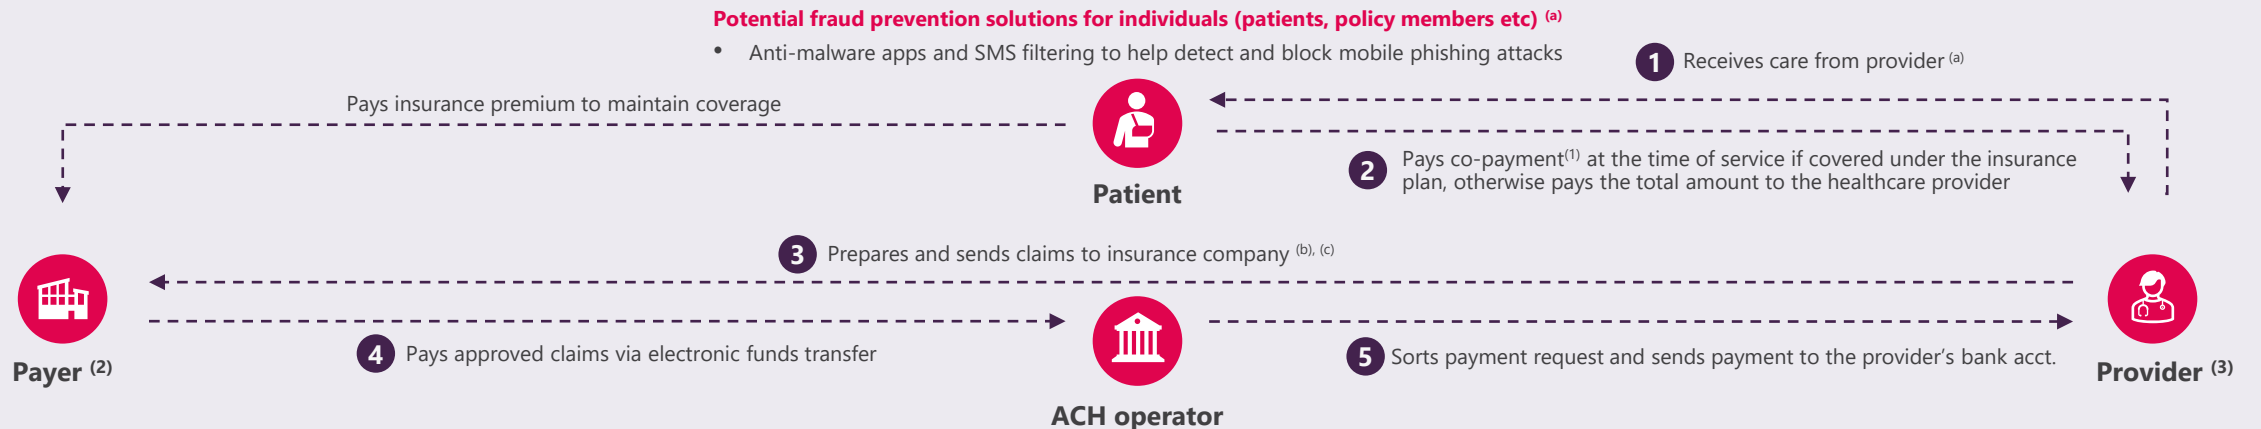 Potential fraud prevention solutions for individuals (patients, policy members etc) (a)
• Anti-malware apps and SMS filtering to help detect and block mobile phishing attacks
1 Receives care from provider (a)
Pays insurance premium to maintain coverage
2 Pays co-payment(1) at the time of service if covered under the insurance
plan, otherwise pays the total amount to the healthcare provider
Patient
3 Prepares and sends claims to insurance company (b), (c)
4 Pays approved claims via electronic funds transfer
5 Sorts payment request and sends payment to the provider's bank acct.
Payer (2)
Provider (3)
ACH operator